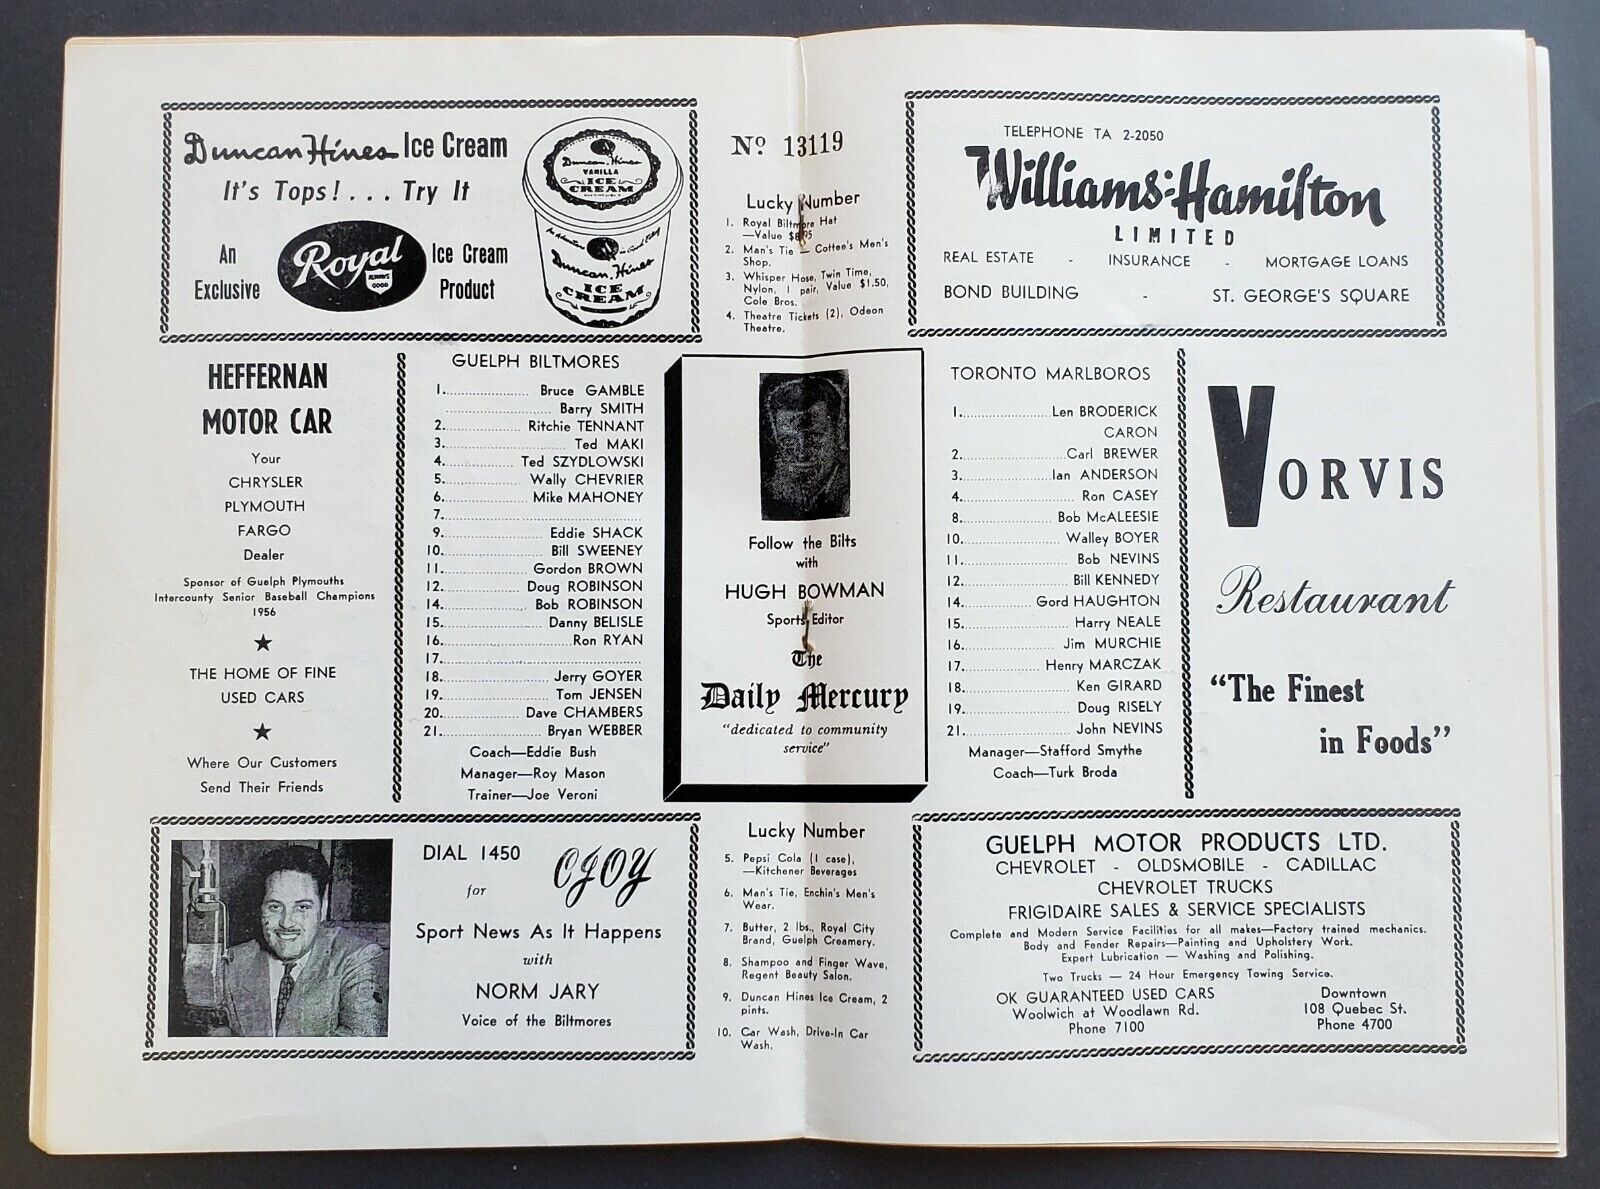 Duncan Hines Ice Cream
It's Tops! . . . Try It
An
Exclusive
Royal
ALWAYS
GOOD
Ice Cream
Product
Duncan Hines
VANILLA
ICE
CREAM
An Adventure in Good Eating
Duncan Hines
ICE
CREAM
Nº 13119
Lucky Number
1. Royal Biltmore Hat
—Value $8.95
2. Man's Tie — Cottee's Men's
Shop.
3. Whisper Hose, Twin Time,
Nylon, 1 pair, Value $1.50,
Cole Bros.
4. Theatre Tickets (2), Odeon
Theatre.
TELEPHONE TA 2-2050
Williams-Hamilton
LIMITED
REAL ESTATE - INSURANCE - MORTGAGE LOANS
BOND BUILDING - ST. GEORGE'S SQUARE
HEFFERNAN
MOTOR CAR
Your
CHRYSLER
PLYMOUTH
FARGO
Dealer
Sponsor of Guelph Plymouths
Intercounty Senior Baseball Champions
1956
★
THE HOME OF FINE
USED CARS
★
Where Our Customers
Send Their Friends
GUELPH BILTMORES
1. Bruce GAMBLE
Barry SMITH
2. Ritchie TENNANT
3. Ted MAKI
4. Ted SZYDLOWSKI
5. Wally CHEVRIER
6. Mike MAHONEY
7.
9. Eddie SHACK
10. Bill SWEENEY
11. Gordon BROWN
12. Doug ROBINSON
14. Bob ROBINSON
15. Danny BELISLE
16. Ron RYAN
17.
18. Jerry GOYER
19. Tom JENSEN
20. Dave CHAMBERS
21. Bryan WEBBER
Coach—Eddie Bush
Manager—Roy Mason
Trainer—Joe Veroni
Follow the Bilts
with
HUGH BOWMAN
Sports Editor
The
Daily Mercury
"dedicated to community
service"
TORONTO MARLBOROS
1. Len BRODERICK
CARON
2. Carl BREWER
3. Ian ANDERSON
4. Ron CASEY
8. Bob McALEESIE
10. Walley BOYER
11. Bob NEVINS
12. Bill KENNEDY
14. Gord HAUGHTON
15. Harry NEALE
16. Jim MURCHIE
17. Henry MARCZAK
18. Ken GIRARD
19. Doug RISELY
21. John NEVINS
Manager—Stafford Smythe
Coach—Turk Broda
VORVIS
Restaurant
"The Finest
in Foods"
DIAL 1450
for
CJOY
Sport News As It Happens
with
NORM JARY
Voice of the Biltmores
Lucky Number
5. Pepsi Cola (1 case),
—Kitchener Beverages
6. Man's Tie, Enchin's Men's
Wear.
7. Butter, 2 lbs., Royal City
Brand, Guelph Creamery.
8. Shampoo and Finger Wave,
Regent Beauty Salon.
9. Duncan Hines Ice Cream, 2
pints.
10. Car Wash, Drive-In Car
Wash.
GUELPH MOTOR PRODUCTS LTD.
CHEVROLET - OLDSMOBILE - CADILLAC
CHEVROLET TRUCKS
FRIGIDAIRE SALES & SERVICE SPECIALISTS
Complete and Modern Service Facilities for all makes—Factory trained mechanics.
Body and Fender Repairs—Painting and Upholstery Work.
Expert Lubrication — Washing and Polishing.
Two Trucks — 24 Hour Emergency Towing Service.
OK GUARANTEED USED CARS
Woolwich at Woodlawn Rd.
Phone 7100
Downtown
108 Quebec St.
Phone 4700